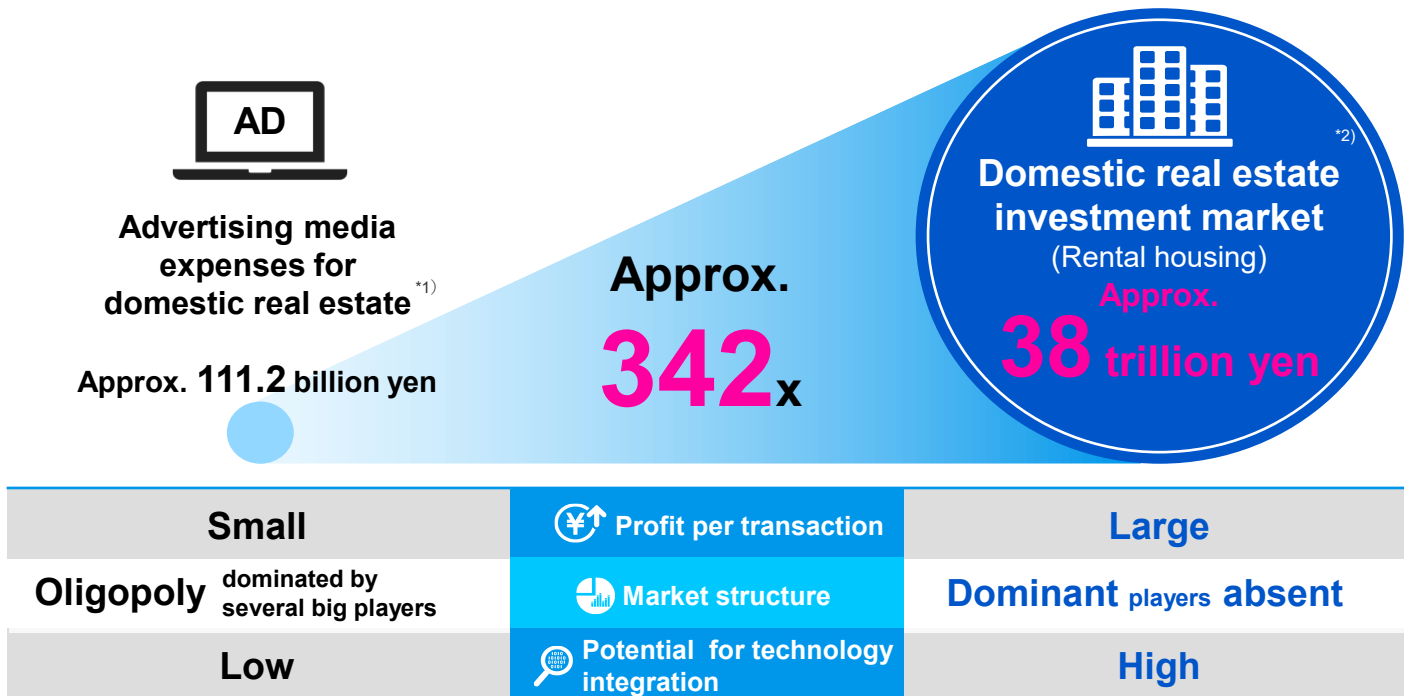 AD
Advertising media
expenses for
domestic real estate *1)
Approx. 111.2 billion yen
Approx.
342x
*2)
Domestic real estate
investment market
(Rental housing)
Approx.
38 trillion yen
Small
¥ Profit per transaction
Large
Oligopoly dominated by
several big players
Market structure
Dominant players absent
Low
Potential for technology
integration
High